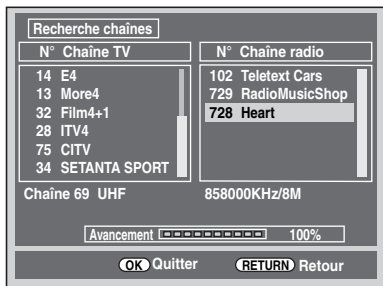 Recherche chaînes
N° Chaîne TV
14 E4
13 More4
32 Film4+1
28 ITV4
75 CITV
34 SETANTA SPORT
N° Chaîne radio
102 Teletext Cars
729 RadioMusicShop
728 Heart
Chaîne 69 UHF 858000KHz/8M
Avancement 100%
OK Quitter RETURN Retour